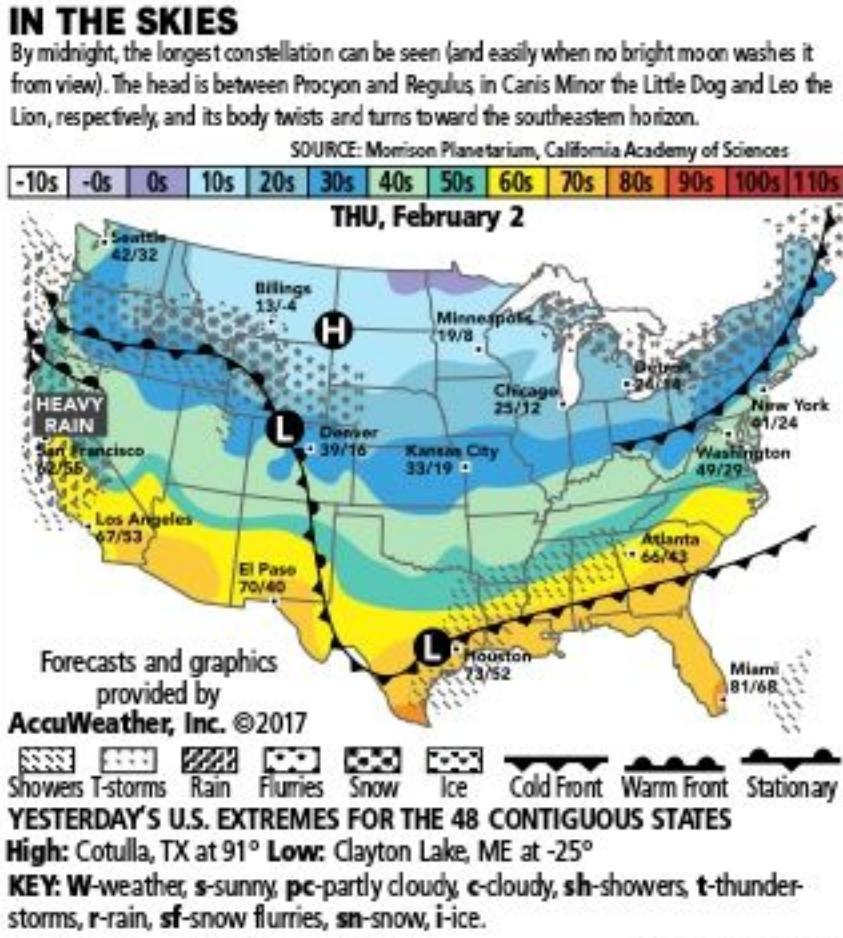 IN THE SKIES
By midnight, the longest constellation can be seen (and easily when no bright moon washes it
from view). The head is between Procyon and Regulus, in Canis Minor the Little Dog and Leo the
Lion, respectively, and its body twists and turns toward the southeastern horizon.
SOURCE: Morrison Planetarium, California Academy of Sciences
-10s -0s 0s 10s 20s 30s 40s 50s 60s 70s 80s 90s 100s 110s
THU, February 2
Seattle
42/32
Billings
13/-4
H
Minneapolis
19/8
Detroit
Chicago
25/12
New York
41/24
HEAVY
RAIN
L
Denver
39/16
Kansas City
33/19
Washington
49/29
San Francisco
62/55
Los Angeles
67/53
El Paso
70/40
Atlanta
66/43
L
Houston
73/52
Miami
81/68
Forecasts and graphics
provided by
AccuWeather, Inc. ©2017
Showers T-storms Rain Flurries Snow Ice Cold Front Warm Front Stationary
YESTERDAY'S U.S. EXTREMES FOR THE 48 CONTIGUOUS STATES
High: Cotulla, TX at 91° Low: Clayton Lake, ME at -25°
KEY: W-weather, s-sunny, pc-partly cloudy, c-cloudy, sh-showers, t-thunder-
storms, r-rain, sf-snow flurries, sn-snow, i-ice.